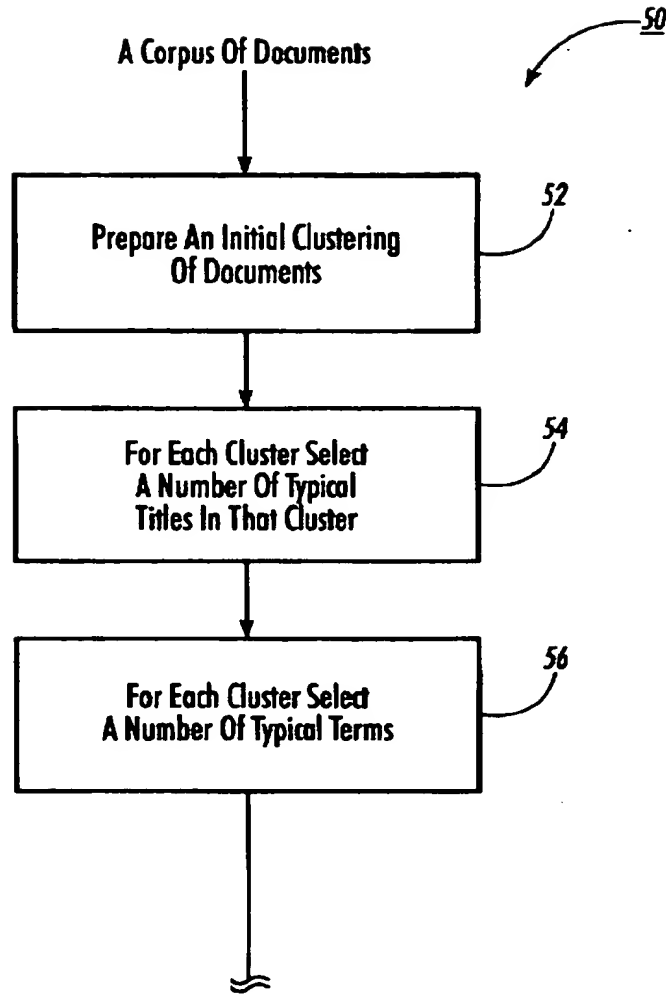 50
A Corpus Of Documents
52
Prepare An Initial Clustering
Of Documents
54
For Each Cluster Select
A Number Of Typical
Titles In That Cluster
56
For Each Cluster Select
A Number Of Typical Terms